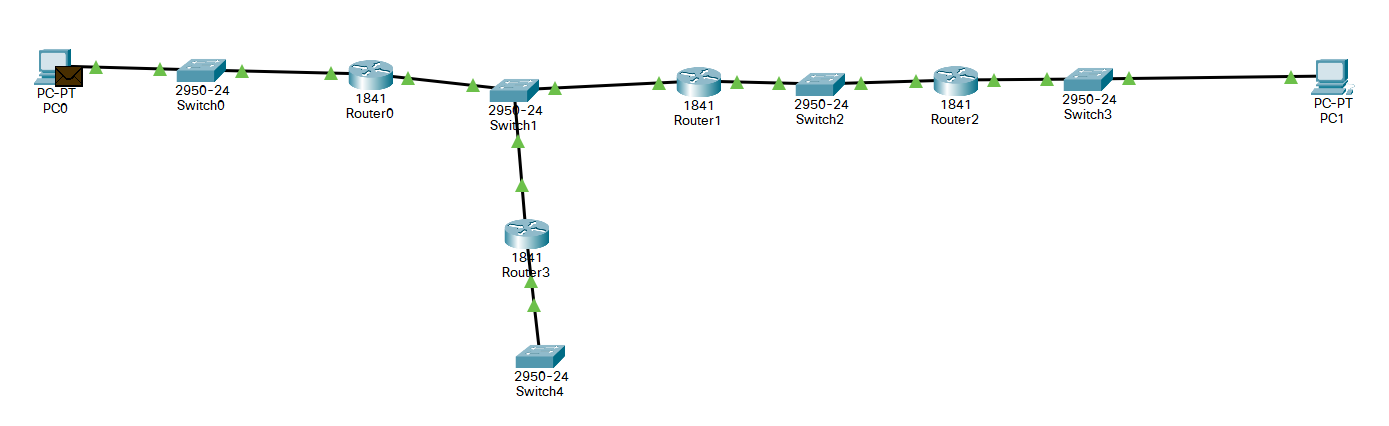 PC-PT
PC0
2950-24
Switch0
1841
Router0
2950-24
Switch1
1841
Router1
2950-24
Switch2
1841
Router2
2950-24
Switch3
PC-PT
PC1
1841
Router3
2950-24
Switch4